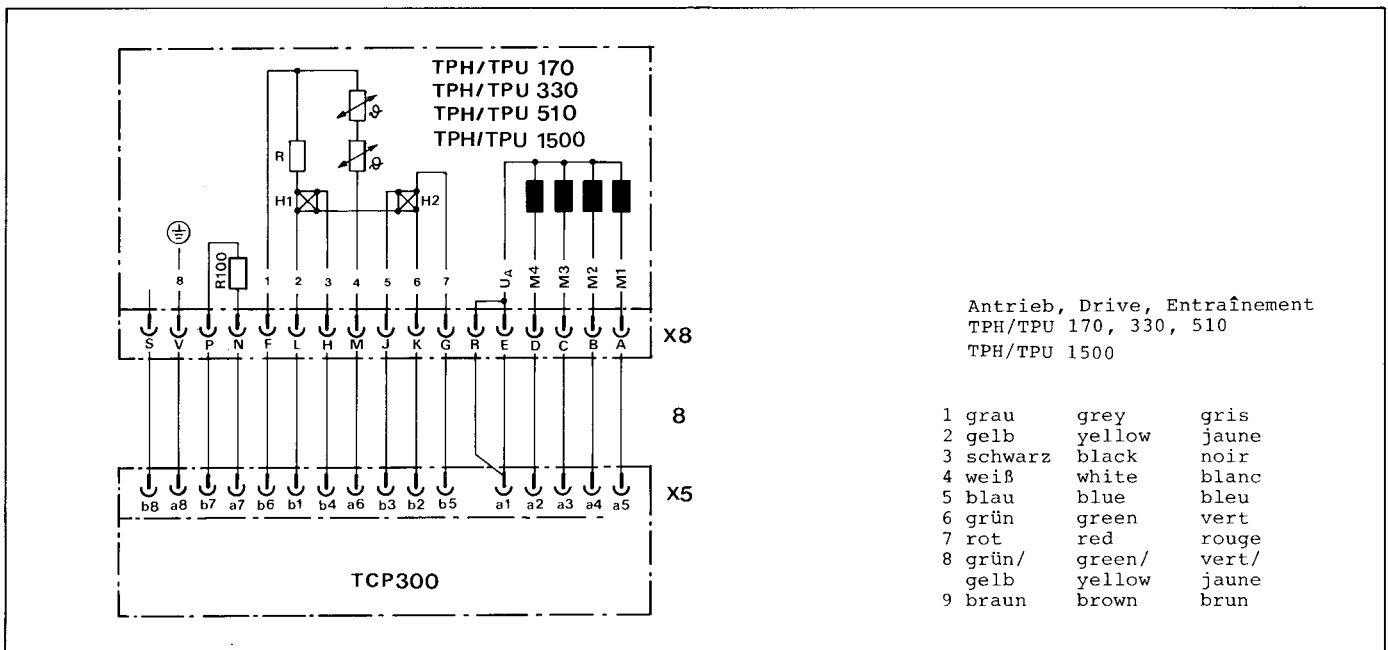 TPH/TPU 170
TPH/TPU 330
TPH/TPU 510
TPH/TPU 1500
ϑ
ϑ
R
H1
H2
R100
8
1
2
3
4
5
6
7
UA
M4
M3
M2
M1
S V P N F L H M J K G R E D C B A
X8
8
b8 a8 b7 a7 b6 b1 b4 a6 b3 b2 b5 a1 a2 a3 a4 a5
X5
TCP300
Antrieb, Drive, Entraînement
TPH/TPU 170, 330, 510
TPH/TPU 1500
1 grau grey gris
2 gelb yellow jaune
3 schwarz black noir
4 weiß white blanc
5 blau blue bleu
6 grün green vert
7 rot red rouge
8 grün/ green/ vert/
gelb yellow jaune
9 braun brown brun